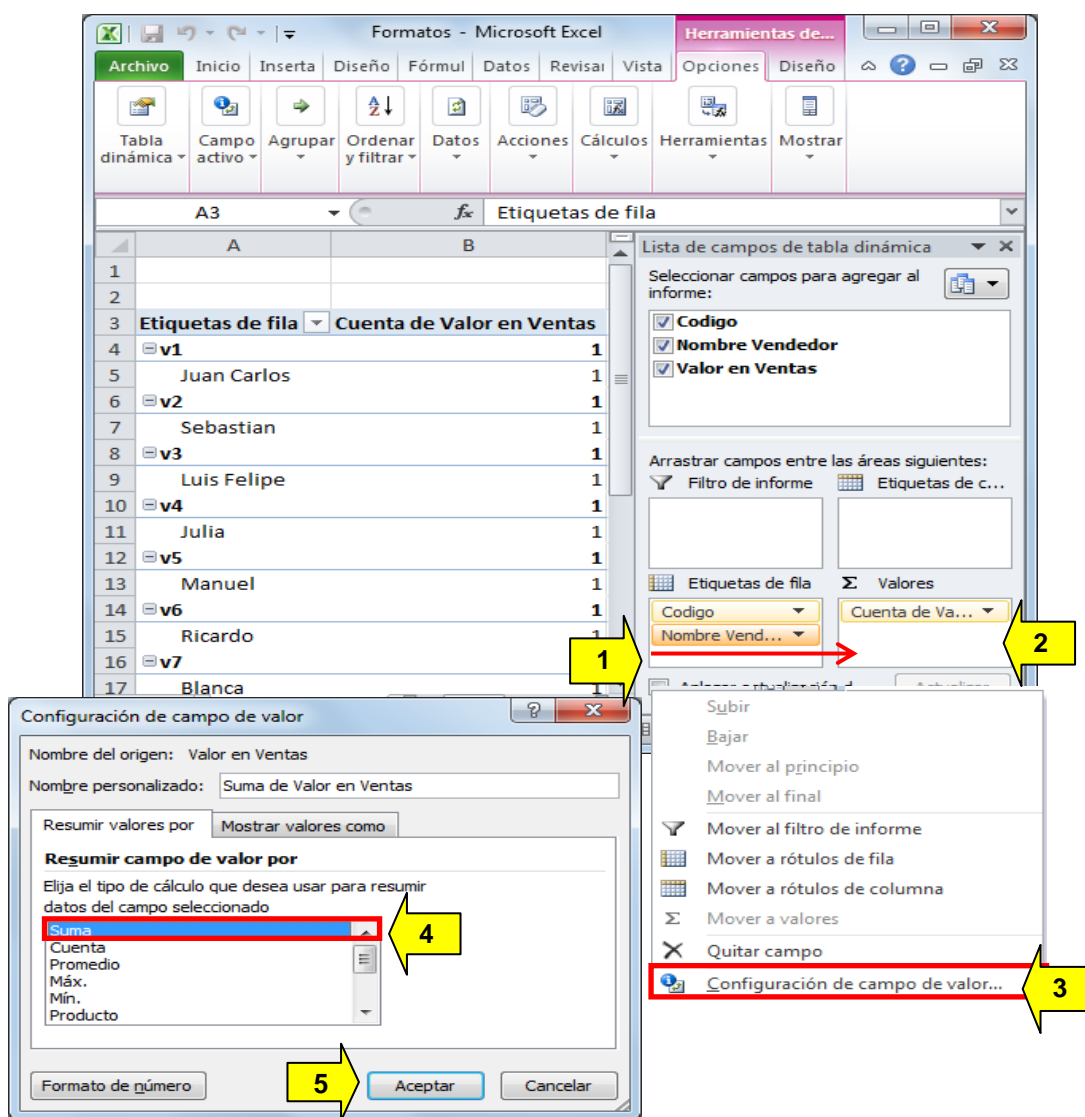 Formatos - Microsoft Excel
Herramientas de...
Archivo Inicio Inserta Diseño Fórmul Datos Revisar Vista Opciones Diseño
Tabla dinámica
Campo activo
Agrupar
Ordenar y filtrar
Datos
Acciones
Cálculos
Herramientas
Mostrar
A3 fx Etiquetas de fila
A B
1
2
3 Etiquetas de fila Cuenta de Valor en Ventas
4 v1 1
5 Juan Carlos 1
6 v2 1
7 Sebastian 1
8 v3 1
9 Luis Felipe 1
10 v4 1
11 Julia 1
12 v5 1
13 Manuel 1
14 v6 1
15 Ricardo 1
16 v7
17 Blanca 1
Lista de campos de tabla dinámica
Seleccionar campos para agregar al
informe:
Codigo
Nombre Vendedor
Valor en Ventas
Arrastrar campos entre las áreas siguientes:
Filtro de informe Etiquetas de c...
Etiquetas de fila Σ Valores
Codigo Cuenta de Va...
Nombre Vend...
1
2
Subir
Bajar
Mover al principio
Mover al final
Mover al filtro de informe
Mover a rótulos de fila
Mover a rótulos de columna
Σ Mover a valores
Quitar campo
Configuración de campo de valor...
3
Configuración de campo de valor
Nombre del origen: Valor en Ventas
Nombre personalizado: Suma de Valor en Ventas
Resumir valores por Mostrar valores como
Resumir campo de valor por
Elija el tipo de cálculo que desea usar para resumir
datos del campo seleccionado
Suma
Cuenta
Promedio
Máx.
Mín.
Producto
4
Formato de número
5
Aceptar Cancelar